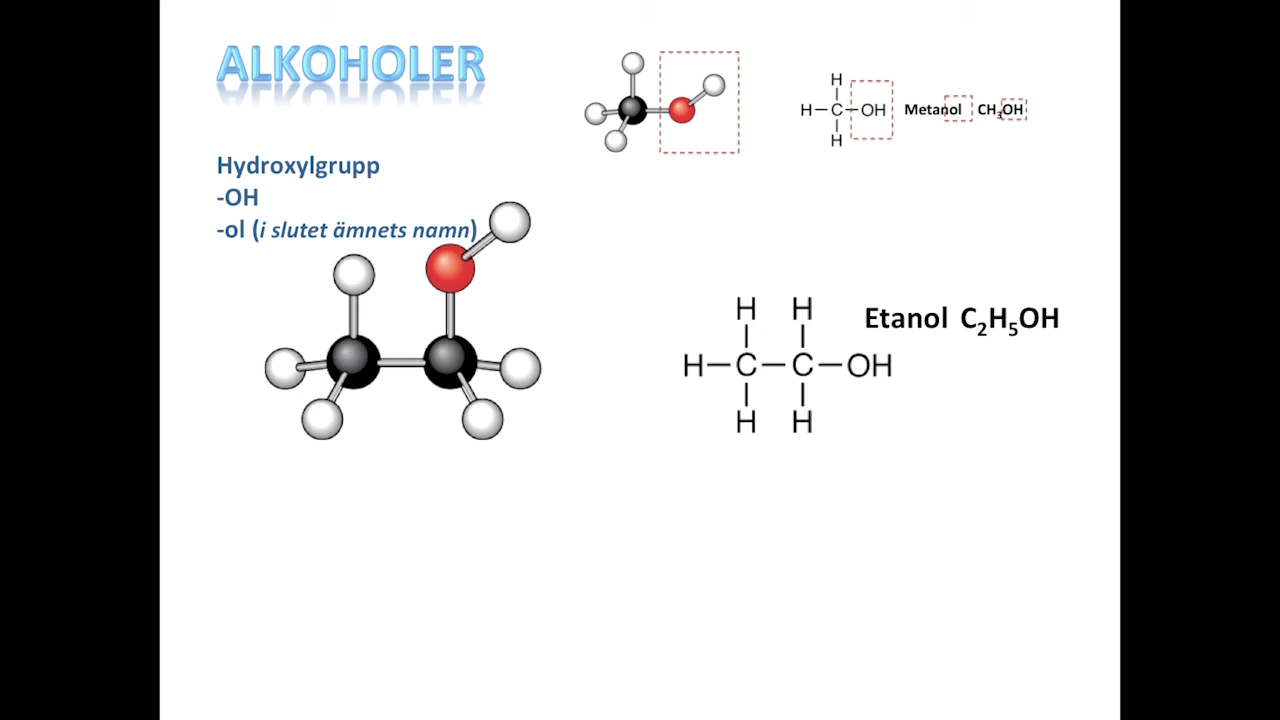 ALKOHOLER
Hydroxylgrupp
-OH
-ol (i slutet ämnets namn)
H
H–C–OH Metanol CH₃OH
H
H H
Etanol C₂H₅OH
H–C–C–OH
H H